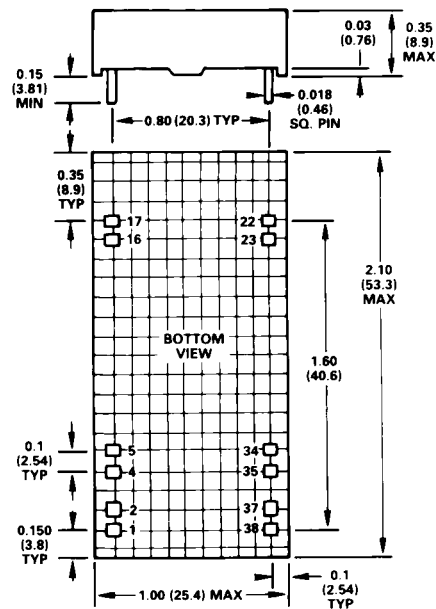 0.03
(0.76)
0.35
(8.9)
MAX
0.15
(3.81)
MIN
0.80 (20.3) TYP
0.018
(0.46)
SQ. PIN
0.35
(8.9)
TYP
17
22
16
23
2.10
(53.3)
MAX
BOTTOM
VIEW
1.60
(40.6)
0.1
(2.54)
TYP
5
34
4
35
2
37
0.150
(3.8)
TYP
1
38
1.00 (25.4) MAX
0.1
(2.54)
TYP